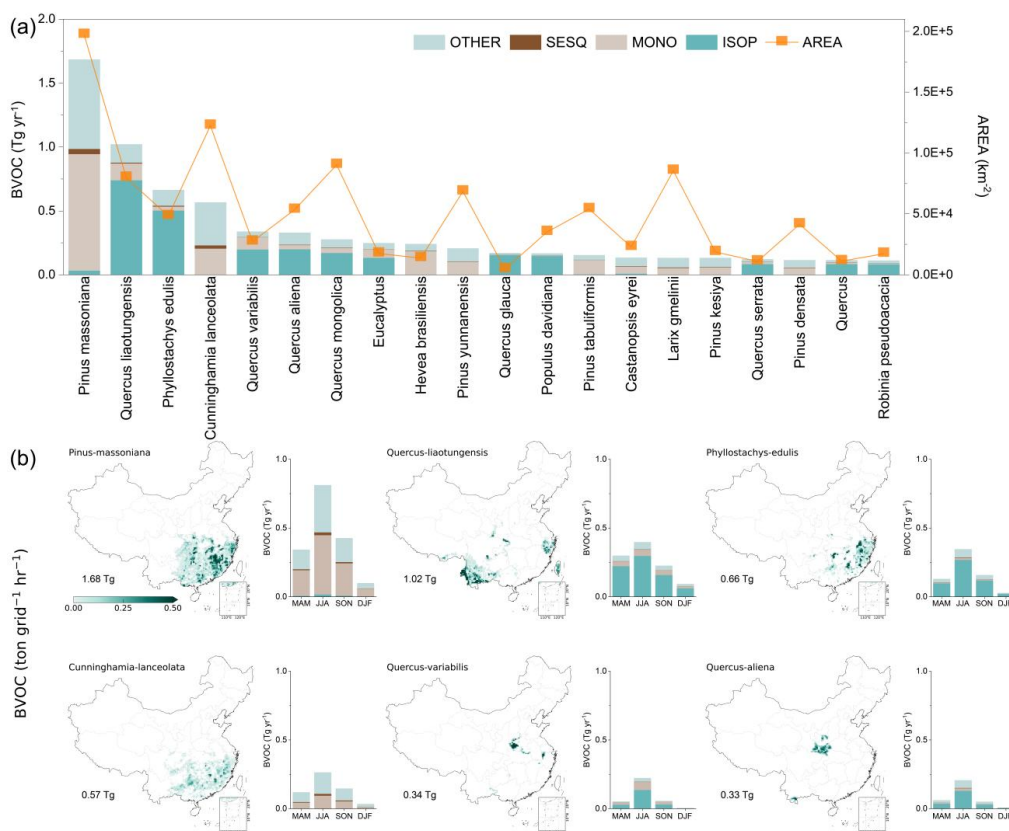 (a)
OTHER SESQ MONO ISOP AREA
BVOC (Tg yr⁻¹)
2.0
1.5
1.0
0.5
0.0
AREA (km⁻²)
2.0E+5
1.5E+5
1.0E+5
5.0E+4
0.0E+0
Pinus massoniana
Quercus liaotungensis
Phyllostachys edulis
Cunninghamia lanceolata
Quercus variabilis
Quercus aliena
Quercus mongolica
Eucalyptus
Hevea brasiliensis
Pinus yunnanensis
Quercus glauca
Populus davidiana
Pinus tabuliformis
Castanopsis eyrei
Larix gmelinii
Pinus kesiya
Quercus serrata
Pinus densata
Quercus
Robinia pseudoacacia
(b)
BVOC (ton grid⁻¹ hr⁻¹)
Pinus-massoniana
1.68 Tg
0.00 0.25 0.50
BVOC (Tg yr⁻¹)
1.0
0.5
0.0
MAM JJA SON DJF
Quercus-liaotungensis
1.02 Tg
BVOC (Tg yr⁻¹)
1.0
0.5
0.0
MAM JJA SON DJF
Phyllostachys-edulis
0.66 Tg
BVOC (Tg yr⁻¹)
1.0
0.5
0.0
MAM JJA SON DJF
Cunninghamia-lanceolata
0.57 Tg
BVOC (Tg yr⁻¹)
1.0
0.5
0.0
MAM JJA SON DJF
Quercus-variabilis
0.34 Tg
BVOC (Tg yr⁻¹)
1.0
0.5
0.0
MAM JJA SON DJF
Quercus-aliena
0.33 Tg
BVOC (Tg yr⁻¹)
1.0
0.5
0.0
MAM JJA SON DJF